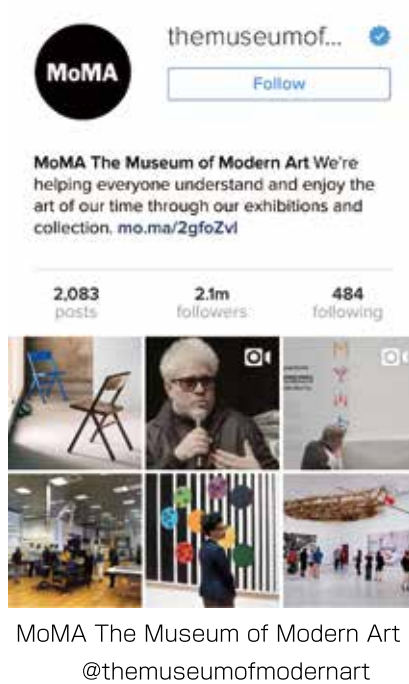 MoMA
themuseumof...
Follow
MoMA The Museum of Modern Art We're
helping everyone understand and enjoy the
art of our time through our exhibitions and
collection. mo.ma/2gfoZvl
2,083
posts
2.1m
followers
484
following
MoMA The Museum of Modern Art
@themuseumofmodernart